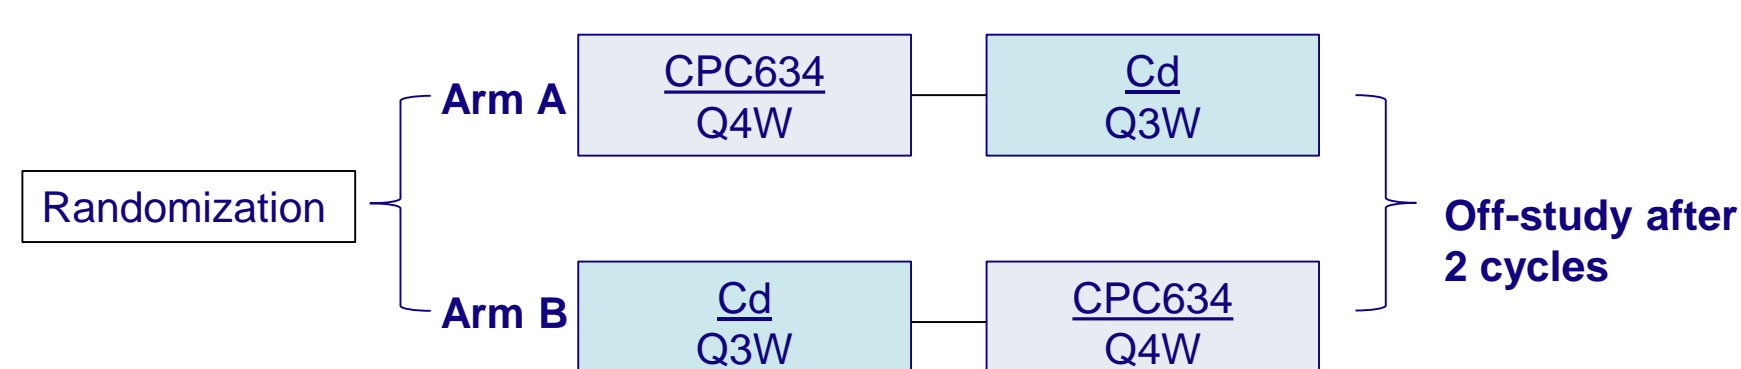 Randomization
Arm A
CPC634
Q4W
Cd
Q3W
Arm B
Cd
Q3W
CPC634
Q4W
Off-study after
2 cycles